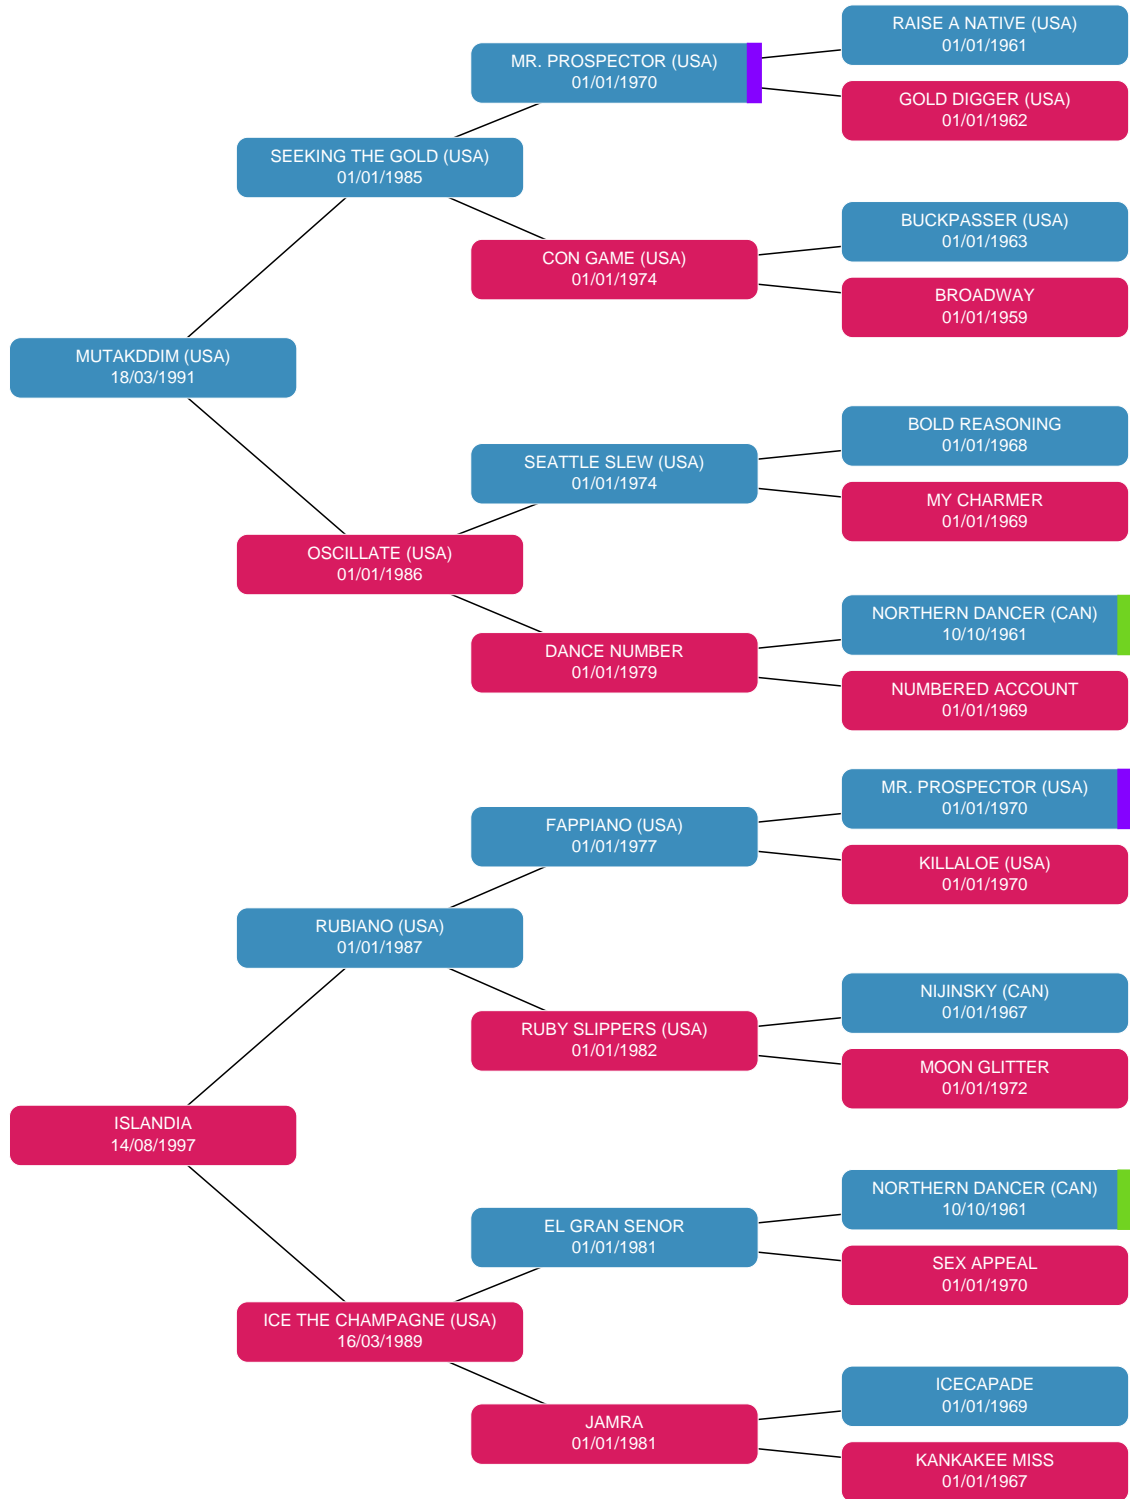 RAISE A NATIVE (USA)
01/01/1961
MR. PROSPECTOR (USA)
01/01/1970
GOLD DIGGER (USA)
01/01/1962
SEEKING THE GOLD (USA)
01/01/1985
BUCKPASSER (USA)
01/01/1963
CON GAME (USA)
01/01/1974
BROADWAY
01/01/1959
MUTAKDDIM (USA)
18/03/1991
BOLD REASONING
01/01/1968
SEATTLE SLEW (USA)
01/01/1974
MY CHARMER
01/01/1969
OSCILLATE (USA)
01/01/1986
NORTHERN DANCER (CAN)
10/10/1961
DANCE NUMBER
01/01/1979
NUMBERED ACCOUNT
01/01/1969
MR. PROSPECTOR (USA)
01/01/1970
FAPPIANO (USA)
01/01/1977
KILLALOE (USA)
01/01/1970
RUBIANO (USA)
01/01/1987
NIJINSKY (CAN)
01/01/1967
RUBY SLIPPERS (USA)
01/01/1982
MOON GLITTER
01/01/1972
ISLANDIA
14/08/1997
NORTHERN DANCER (CAN)
10/10/1961
EL GRAN SENOR
01/01/1981
SEX APPEAL
01/01/1970
ICE THE CHAMPAGNE (USA)
16/03/1989
ICECAPADE
01/01/1969
JAMRA
01/01/1981
KANKAKEE MISS
01/01/1967